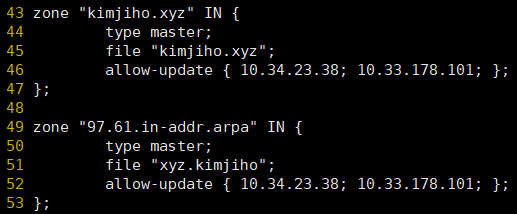 43 zone "kimjiho.xyz" IN {
44         type master;
45         file "kimjiho.xyz";
46         allow-update { 10.34.23.38; 10.33.178.101; };
47 };
48
49 zone "97.61.in-addr.arpa" IN {
50         type master;
51         file "xyz.kimjiho";
52         allow-update { 10.34.23.38; 10.33.178.101; };
53 };